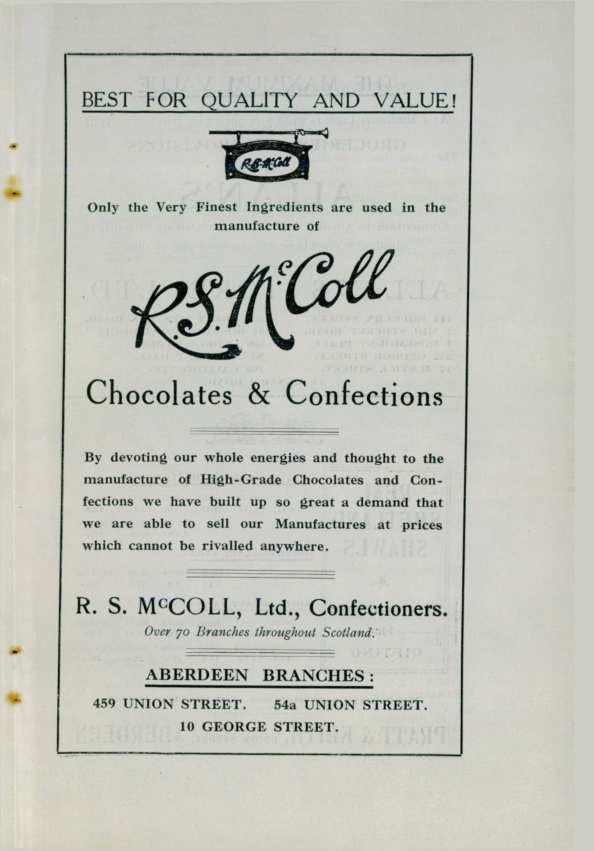 BEST FOR QUALITY AND VALUE!
R.S.McColl
Only the Very Finest Ingredients are used in the
manufacture of
R.S.McColl
Chocolates & Confections
By devoting our whole energies and thought to the
manufacture of High-Grade Chocolates and Con-
fections we have built up so great a demand that
we are able to sell our Manufactures at prices
which cannot be rivalled anywhere.
R. S. McCOLL, Ltd., Confectioners.
Over 70 Branches throughout Scotland.
ABERDEEN BRANCHES:
459 UNION STREET. 54a UNION STREET.
10 GEORGE STREET.